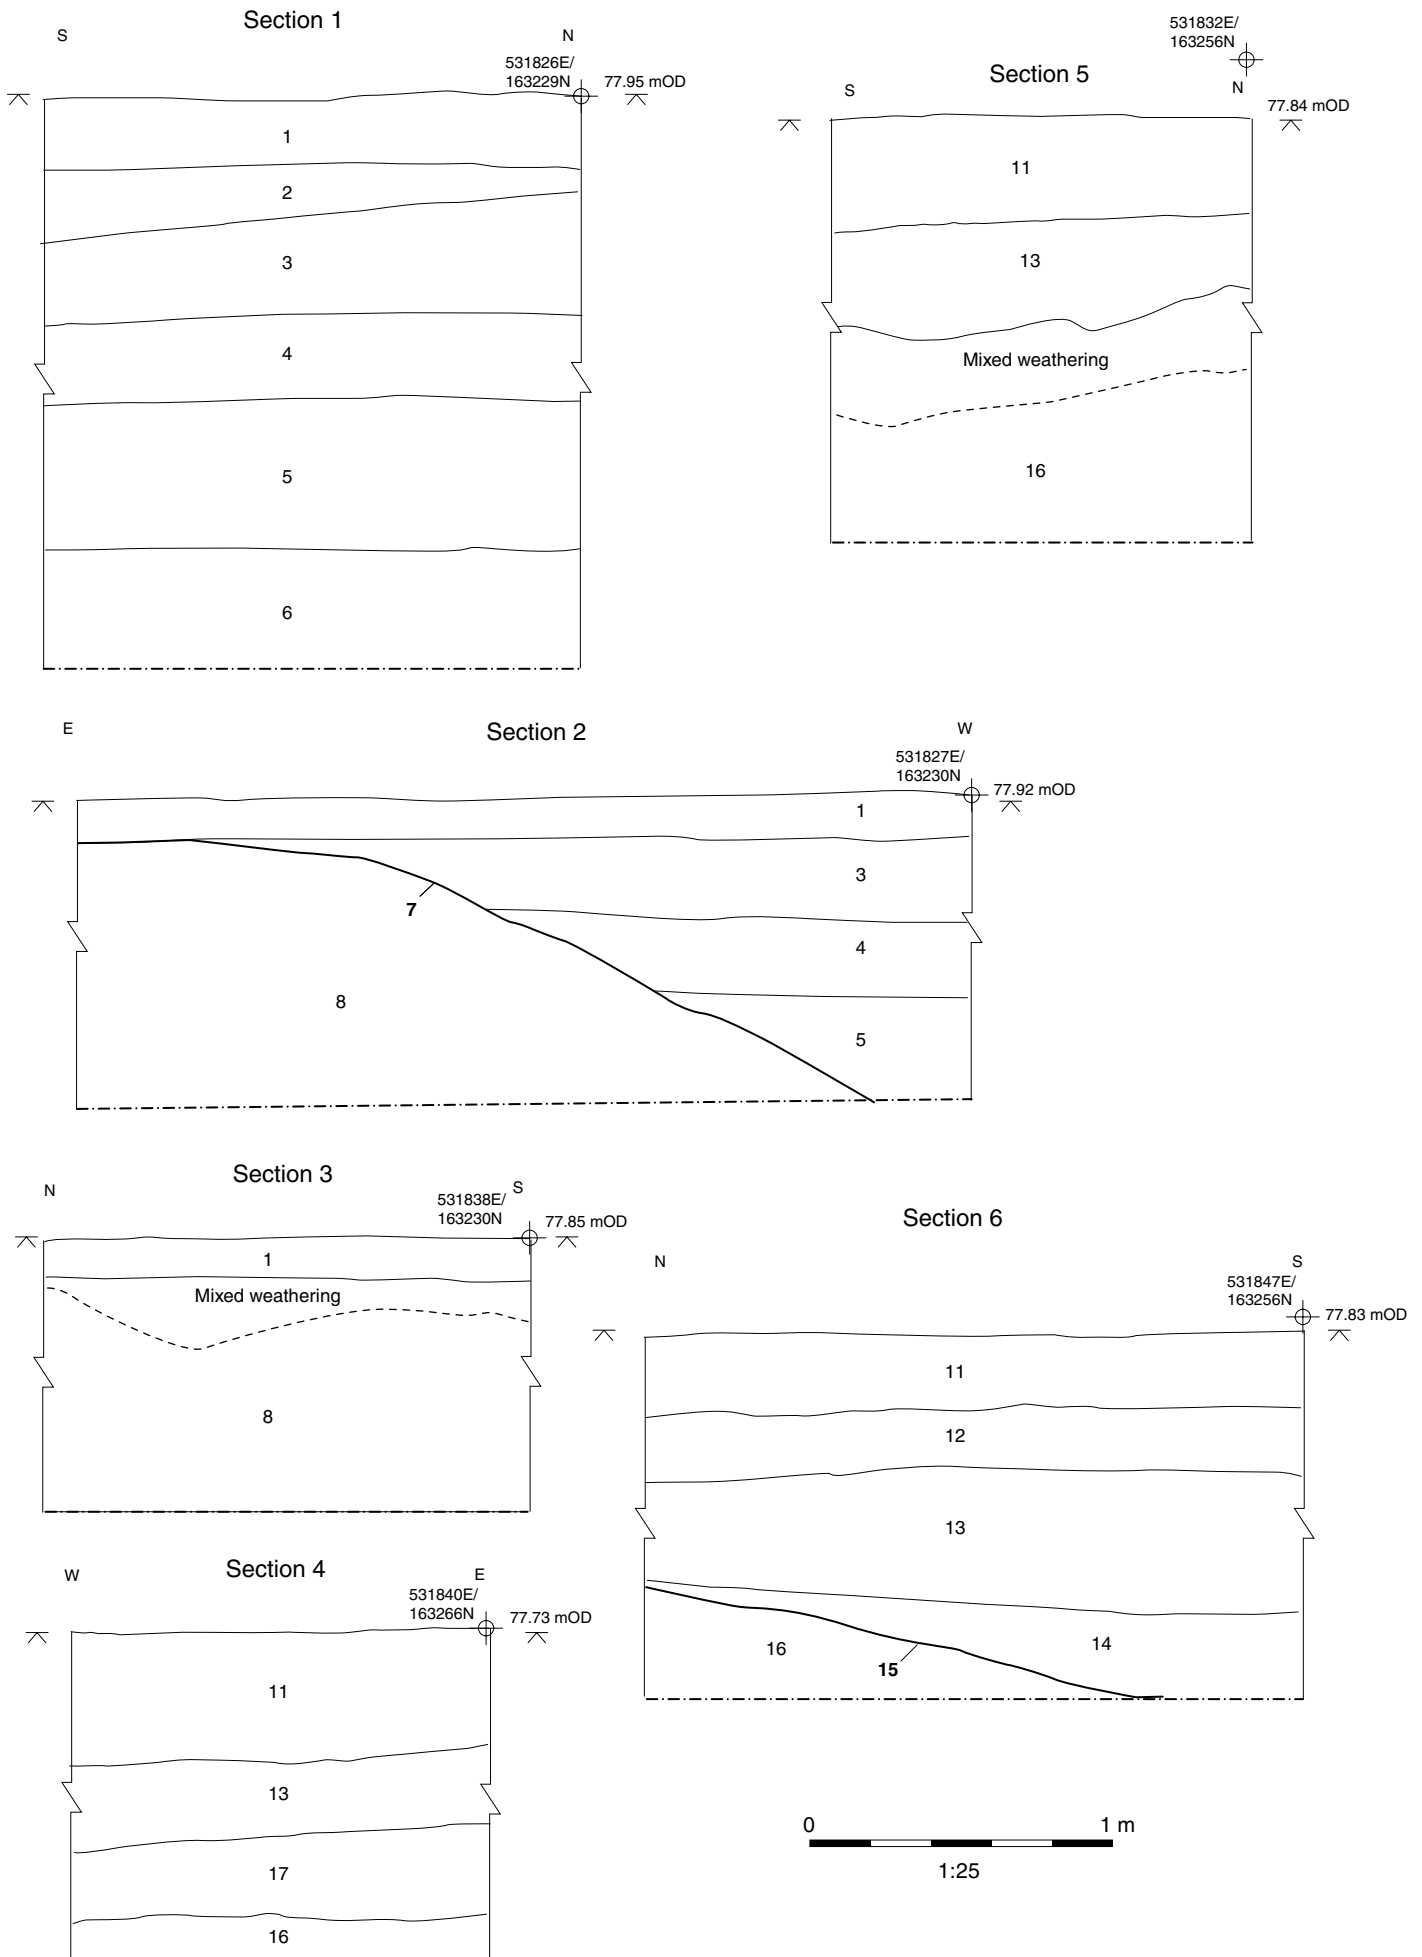 Section 1
S
N
531826E/
163229N
77.95 mOD
1
2
3
4
5
6
531832E/
163256N
Section 5
S
N
77.84 mOD
11
13
Mixed weathering
16
E
Section 2
W
531827E/
163230N
77.92 mOD
1
3
7
4
8
5
Section 3
N
S
531838E/
163230N
77.85 mOD
1
Mixed weathering
8
Section 6
N
S
531847E/
163256N
77.83 mOD
11
12
13
16
15
14
Section 4
W
E
531840E/
163266N
77.73 mOD
11
13
17
16
0
1 m
1:25